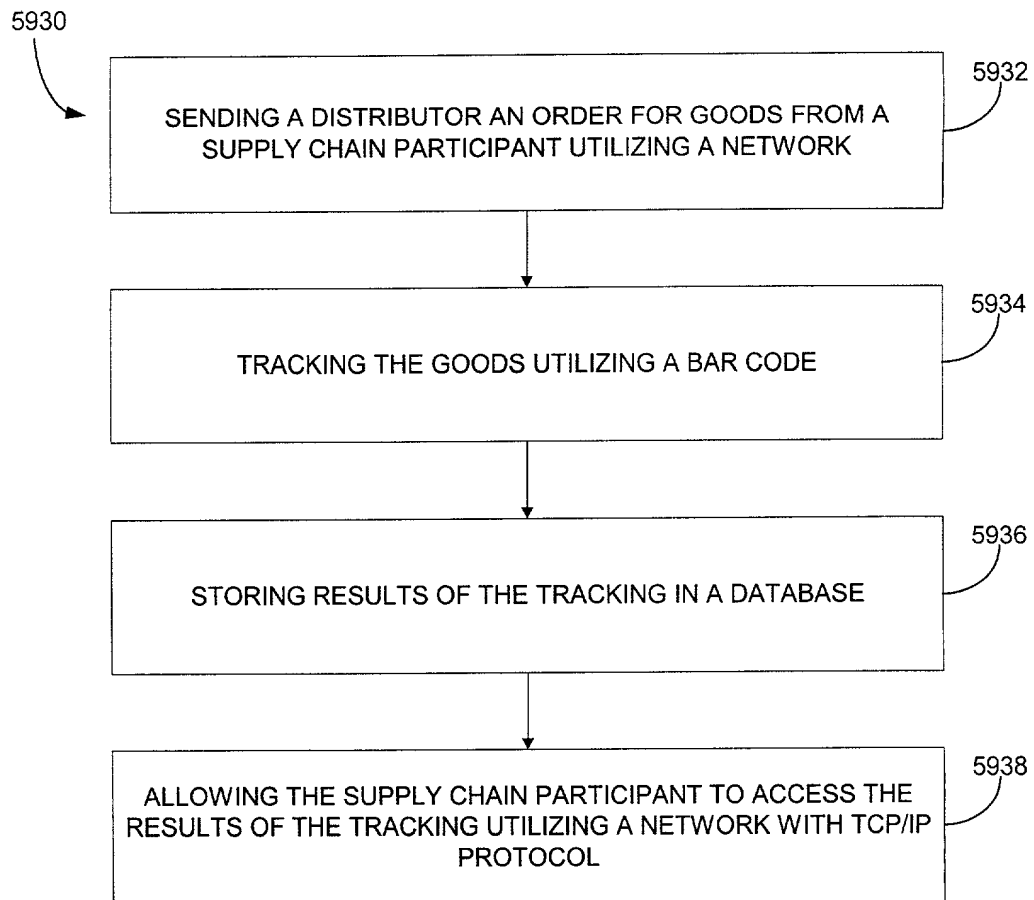 5930
5932
SENDING A DISTRIBUTOR AN ORDER FOR GOODS FROM A
SUPPLY CHAIN PARTICIPANT UTILIZING A NETWORK
5934
TRACKING THE GOODS UTILIZING A BAR CODE
5936
STORING RESULTS OF THE TRACKING IN A DATABASE
5938
ALLOWING THE SUPPLY CHAIN PARTICIPANT TO ACCESS THE
RESULTS OF THE TRACKING UTILIZING A NETWORK WITH TCP/IP
PROTOCOL